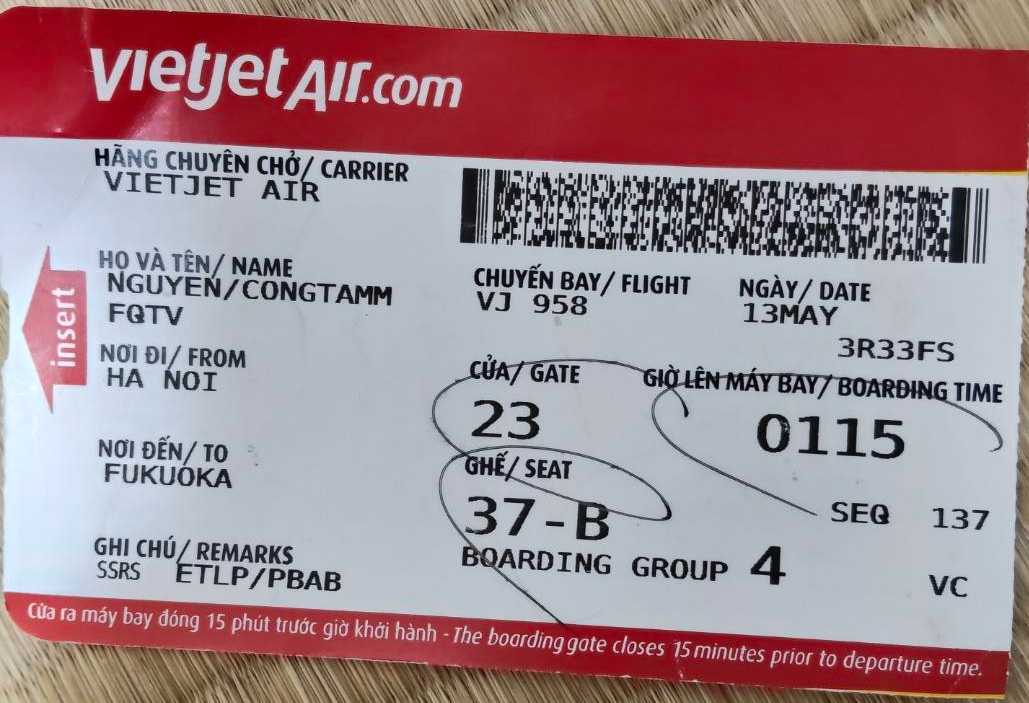 vietjetAir.com
HÃNG CHUYÊN CHỞ/ CARRIER
VIETJET AIR
HỌ VÀ TÊN/ NAME
NGUYEN/CONGTAMM
FQTV
CHUYẾN BAY/ FLIGHT
VJ 958
NGÀY/ DATE
13MAY
3R33FS
insert
NƠI ĐI/ FROM
HA NOI
CỬA/ GATE
23
GIỜ LÊN MÁY BAY/ BOARDING TIME
0115
NƠI ĐẾN/ TO
FUKUOKA
GHẾ/ SEAT
37-B
SEQ 137
GHI CHÚ/ REMARKS
SSRS ETLP/PBAB
BOARDING GROUP 4
VC
Cửa ra máy bay đóng 15 phút trước giờ khởi hành - The boarding gate closes 15 minutes prior to departure time.